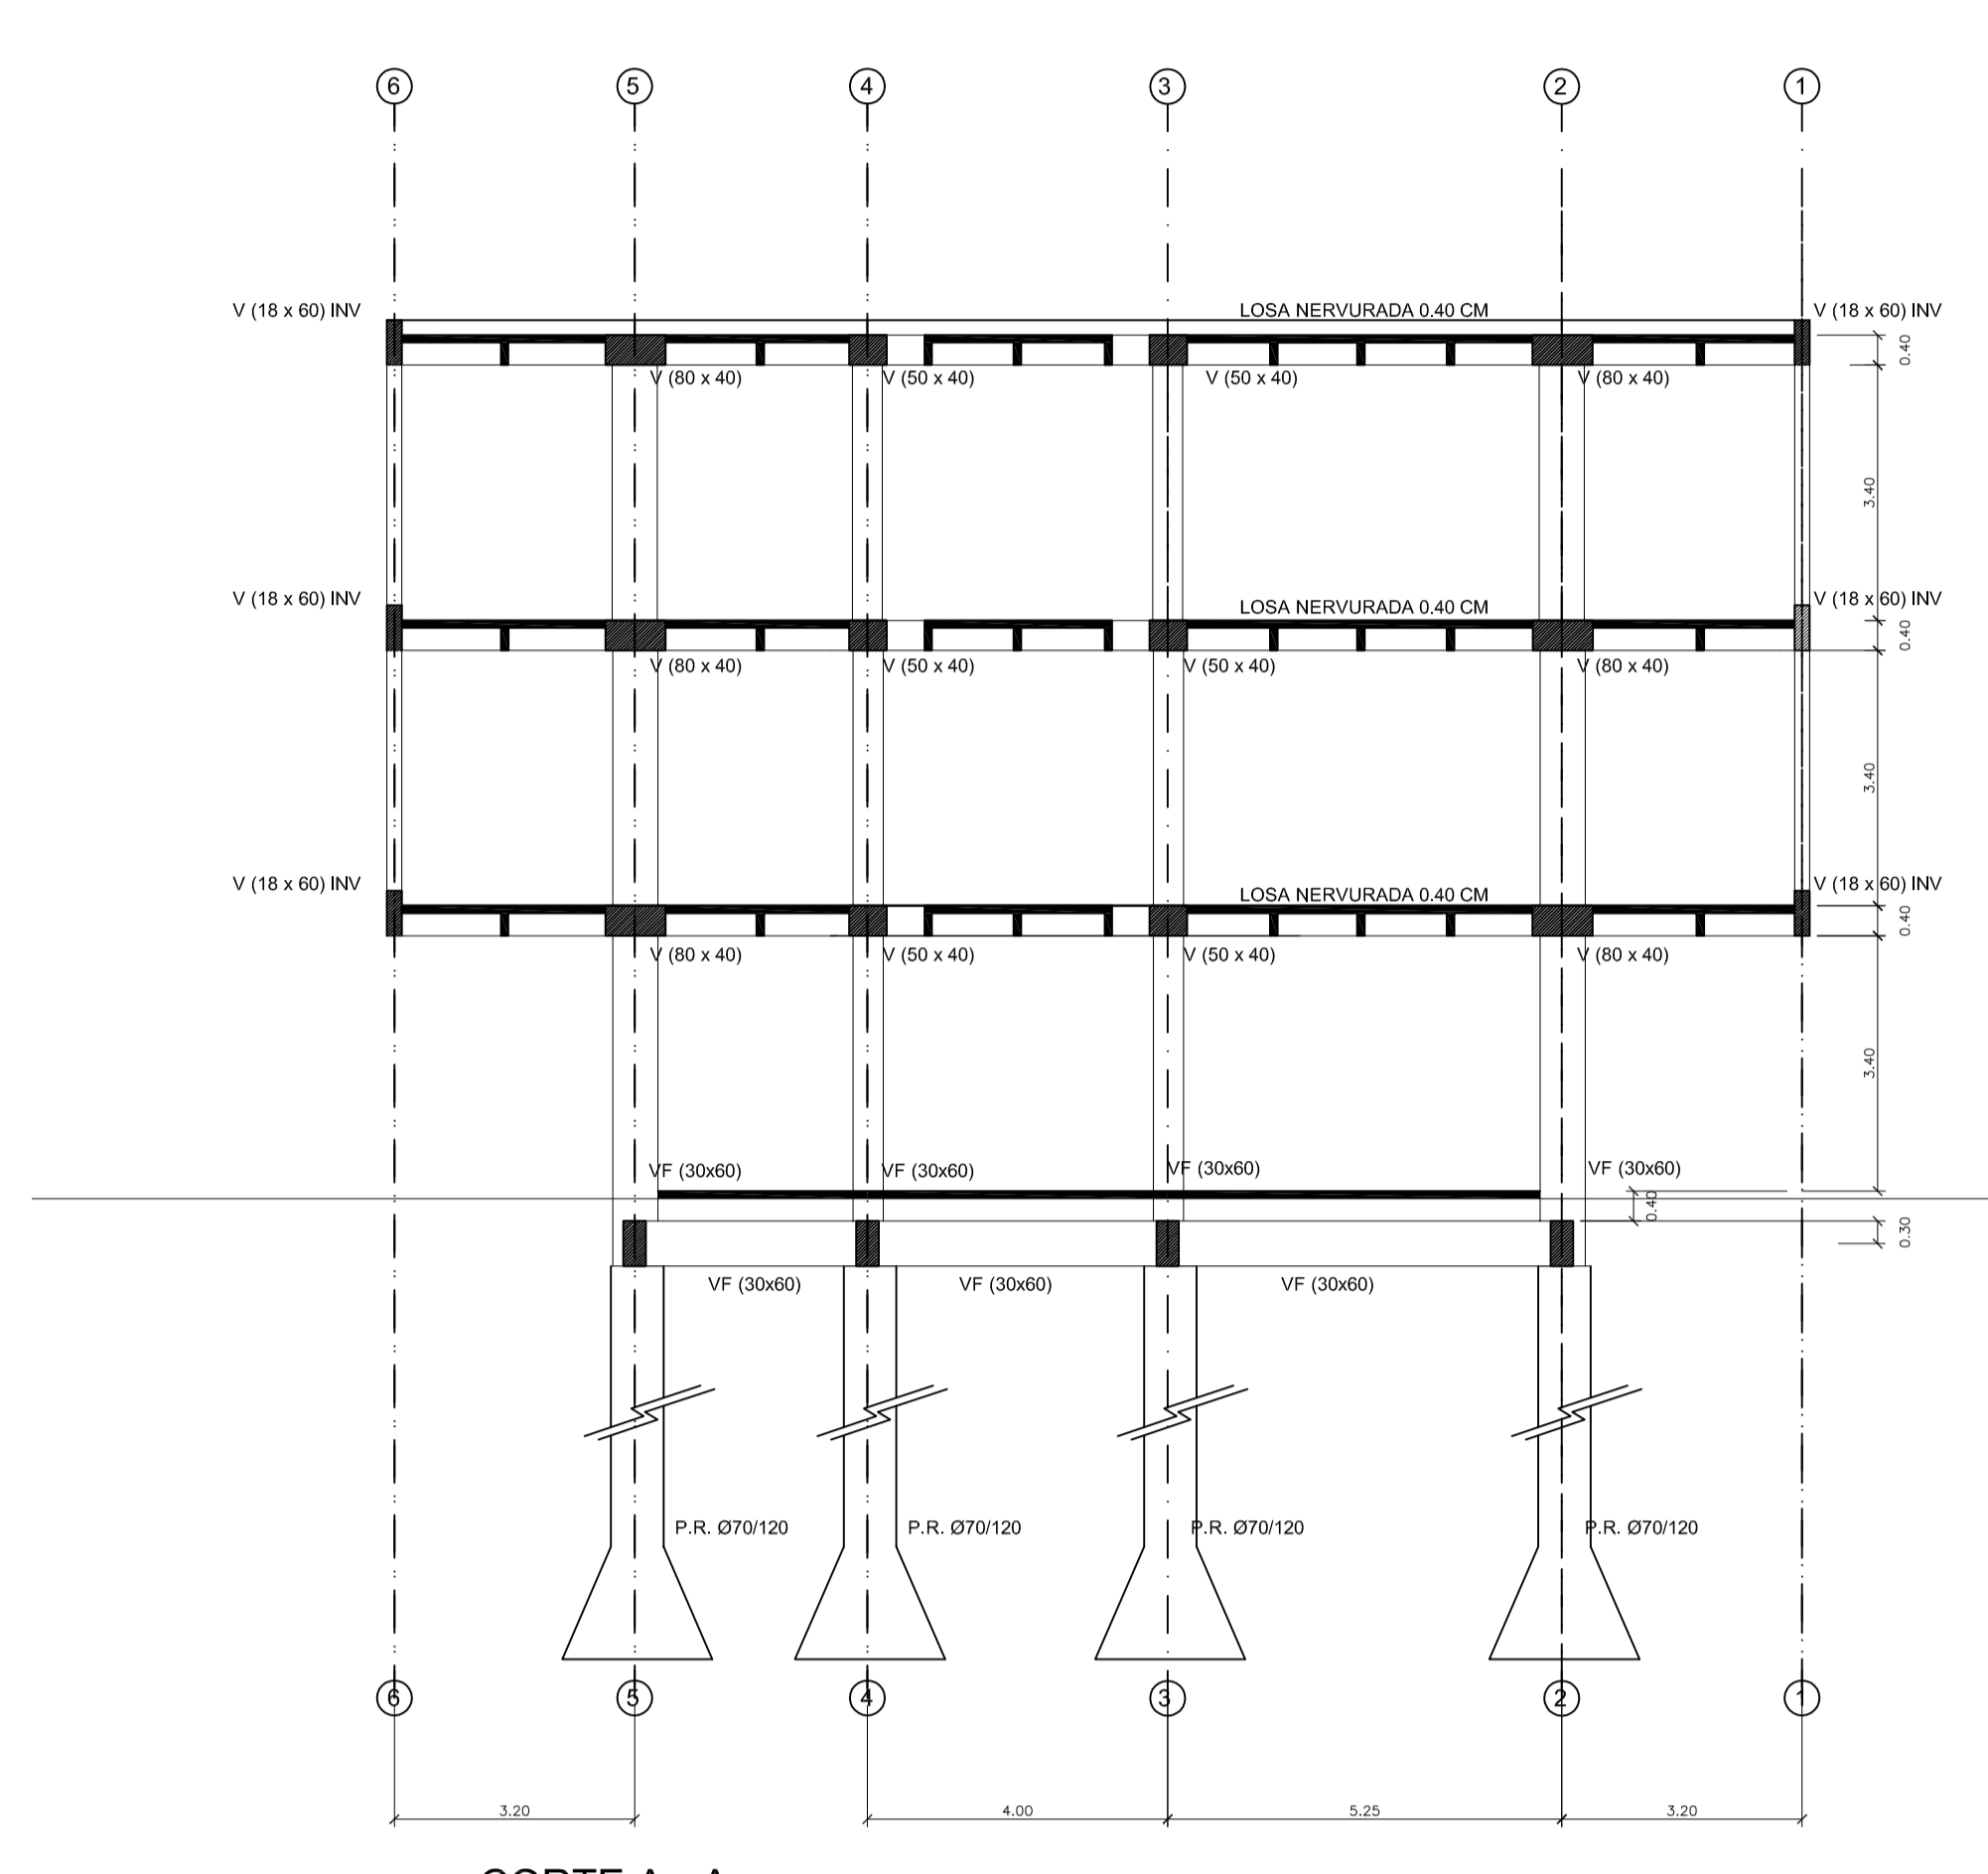 6 5 4 3 2 1
V (18 x 60) INV LOSA NERVURADA 0.40 CM V (18 x 60) INV
0.40
V (80 x 40) V (50 x 40) V (50 x 40) V (80 x 40)
3.40
V (18 x 60) INV LOSA NERVURADA 0.40 CM V (18 x 60) INV
0.40
V (80 x 40) V (50 x 40) V (50 x 40) V (80 x 40)
3.40
V (18 x 60) INV LOSA NERVURADA 0.40 CM V (18 x 60) INV
0.40
V (80 x 40) V (50 x 40) V (50 x 40) V (80 x 40)
3.40
VF (30x60) VF (30x60) VF (30x60) VF (30x60)
0.40
0.30
VF (30x60) VF (30x60) VF (30x60)
P.R. Ø70/120 P.R. Ø70/120 P.R. Ø70/120 P.R. Ø70/120
6 5 4 3 2 1
3.20 4.00 5.25 3.20
CORTE A - A